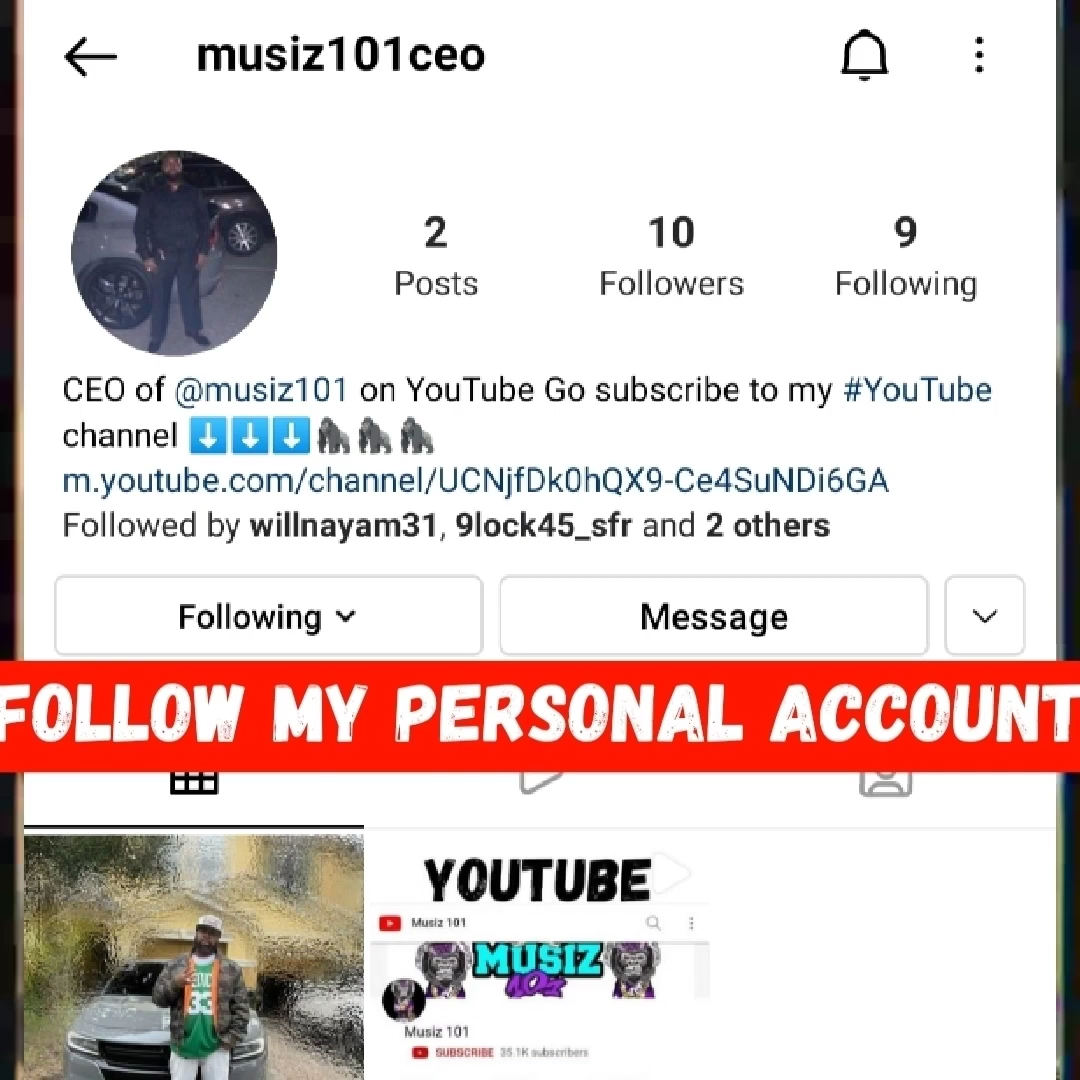 musiz101ceo
2 10 9
Posts Followers Following
CEO of @musiz101 on YouTube Go subscribe to my #YouTube
channel ⬇️⬇️⬇️🦍🦍🦍
m.youtube.com/channel/UCNjfDk0hQX9-Ce4SuNDi6GA
Followed by willnayam31, 9lock45_sfr and 2 others
Following Message
FOLLOW MY PERSONAL ACCOUNT
YOUTUBE
Musiz 101
MUSIZ
101
33
Musiz 101
SUBSCRIBE 35.1K subscribers